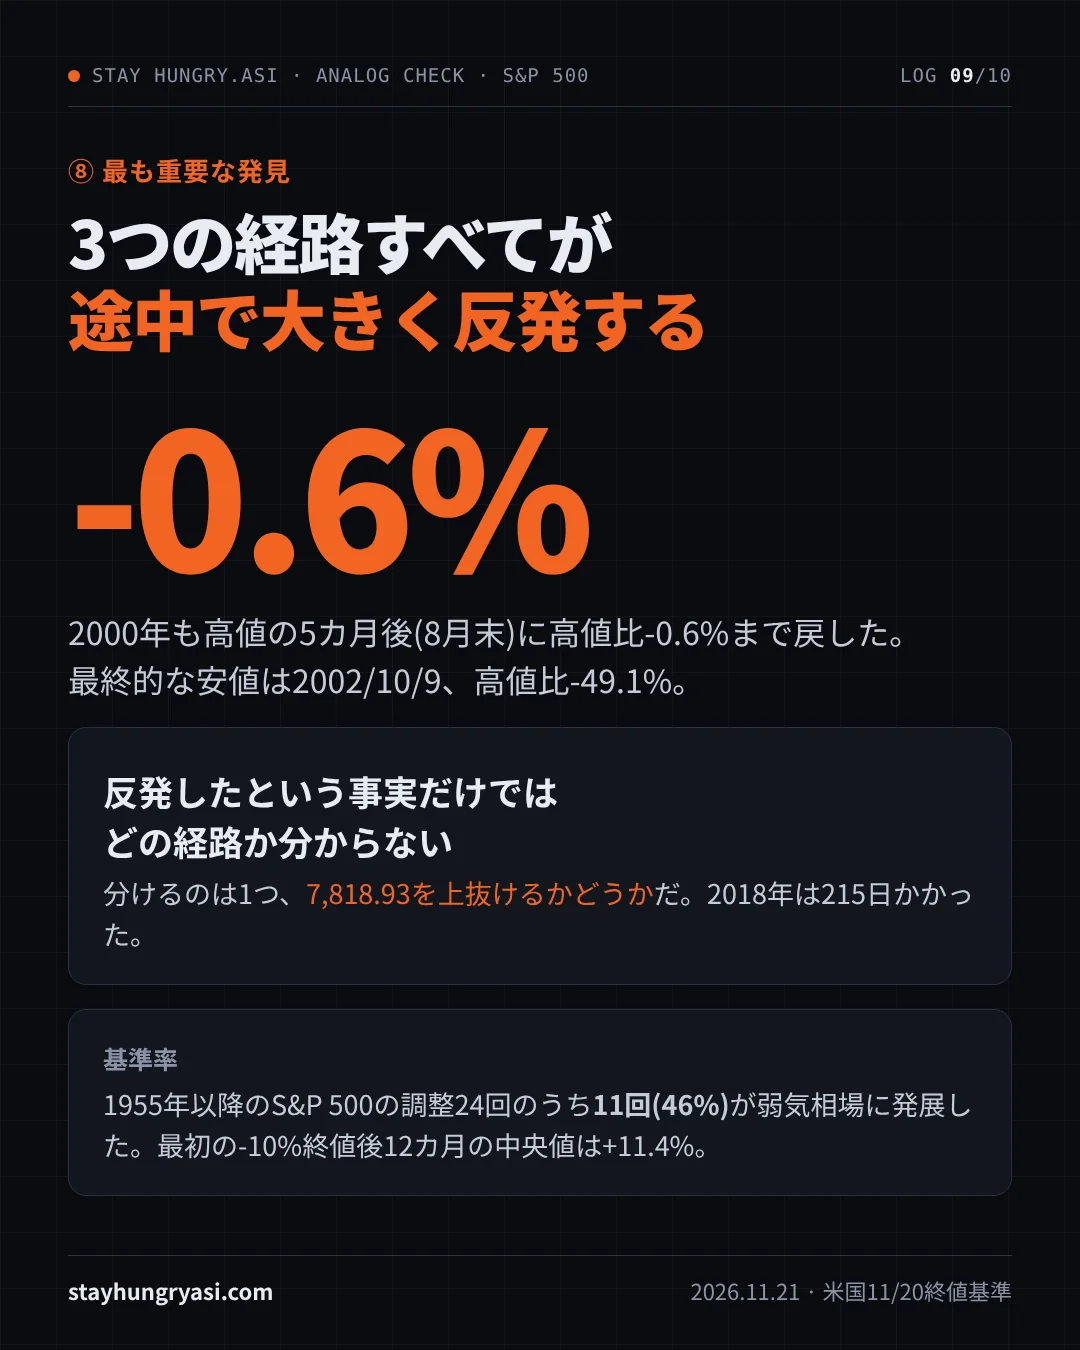 STAY HUNGRY.ASI · ANALOG CHECK · S&P 500
LOG 09/10
⑧ 最も重要な発見
3つの経路すべてが
途中で大きく反発する
-0.6%
2000年も高値の5カ月後(8月末)に高値比-0.6%まで戻した。
最終的な安値は2002/10/9、高値比-49.1%。
反発したという事実だけでは
どの経路か分からない
分けるのは1つ、7,818.93を上抜けるかどうかだ。2018年は215日かかっ
た。
基準率
1955年以降のS&P 500の調整24回のうち11回(46%)が弱気相場に発展し
た。最初の-10%終値後12カ月の中央値は+11.4%。
stayhungryasi.com
2026.11.21 · 米国11/20終値基準